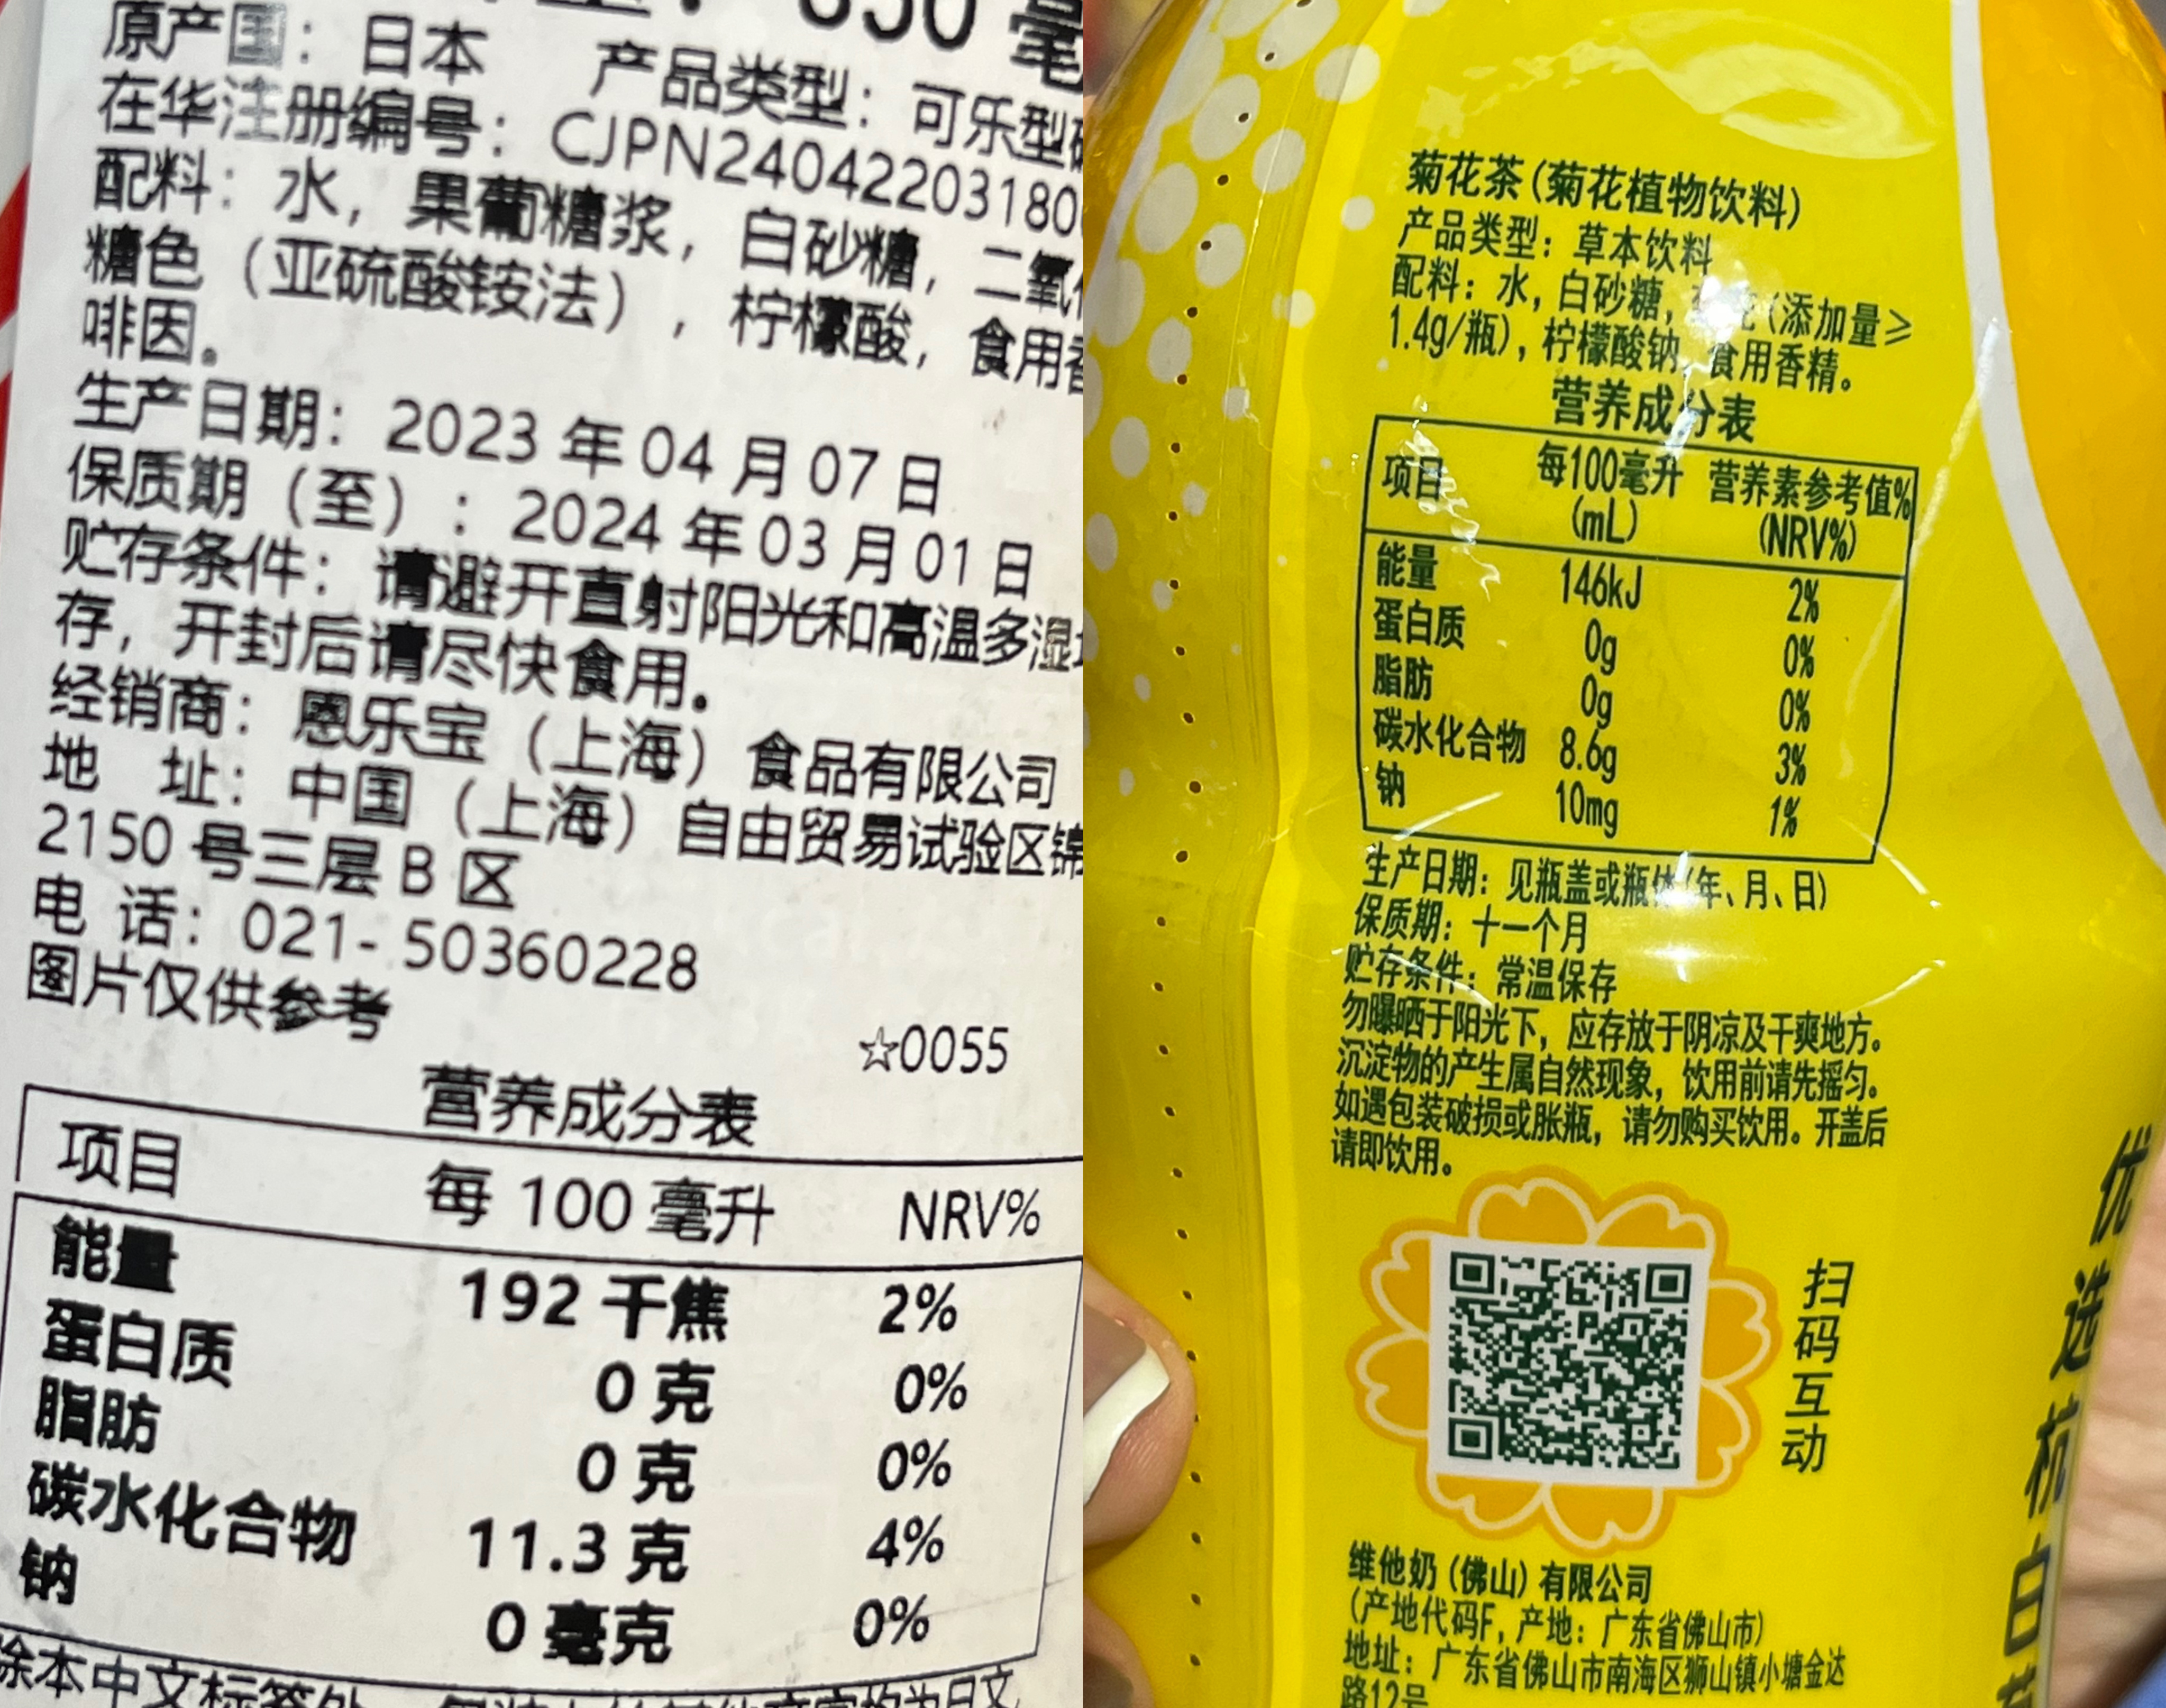 650 毫
原产国：日本 产品类型：可乐型
在华注册编号：CJPN24042203180
配料：水，果葡糖浆，白砂糖，二氧
糖色（亚硫酸铵法），柠檬酸，食用
啡因。
生产日期：2023 年 04 月 07 日
保质期（至）：2024 年 03 月 01 日
贮存条件：请避开直射阳光和高温多湿
存，开封后请尽快食用。
经销商：恩乐宝（上海）食品有限公司
地 址：中国（上海）自由贸易试验区锦
2150 号三层 B 区
电 话：021- 50360228
图片仅供参考
☆0055
营养成分表
项目 每 100 毫升 NRV%
能量 192 千焦 2%
蛋白质 0 克 0%
脂肪 0 克 0%
碳水化合物 11.3 克 4%
钠 0 毫克 0%
除本中文标签外
菊花茶(菊花植物饮料)
产品类型：草本饮料
配料：水，白砂糖，(添加量≥
1.4g/瓶)，柠檬酸钠，食用香精。
营养成分表
项目 每100毫升(mL) 营养素参考值%(NRV%)
能量 146kJ 2%
蛋白质 0g 0%
脂肪 0g 0%
碳水化合物 8.6g 3%
钠 10mg 1%
生产日期：见瓶盖或瓶体(年、月、日)
保质期：十一个月
贮存条件：常温保存
勿曝晒于阳光下，应存放于阴凉及干爽地方。
沉淀物的产生属自然现象，饮用前请先摇匀。
如遇包装破损或胀瓶，请勿购买饮用。开盖后
请即饮用。
扫码互动
优选杭白菊
维他奶(佛山)有限公司
(产地代码F，产地：广东省佛山市)
地址：广东省佛山市南海区狮山镇小塘金达
路12号